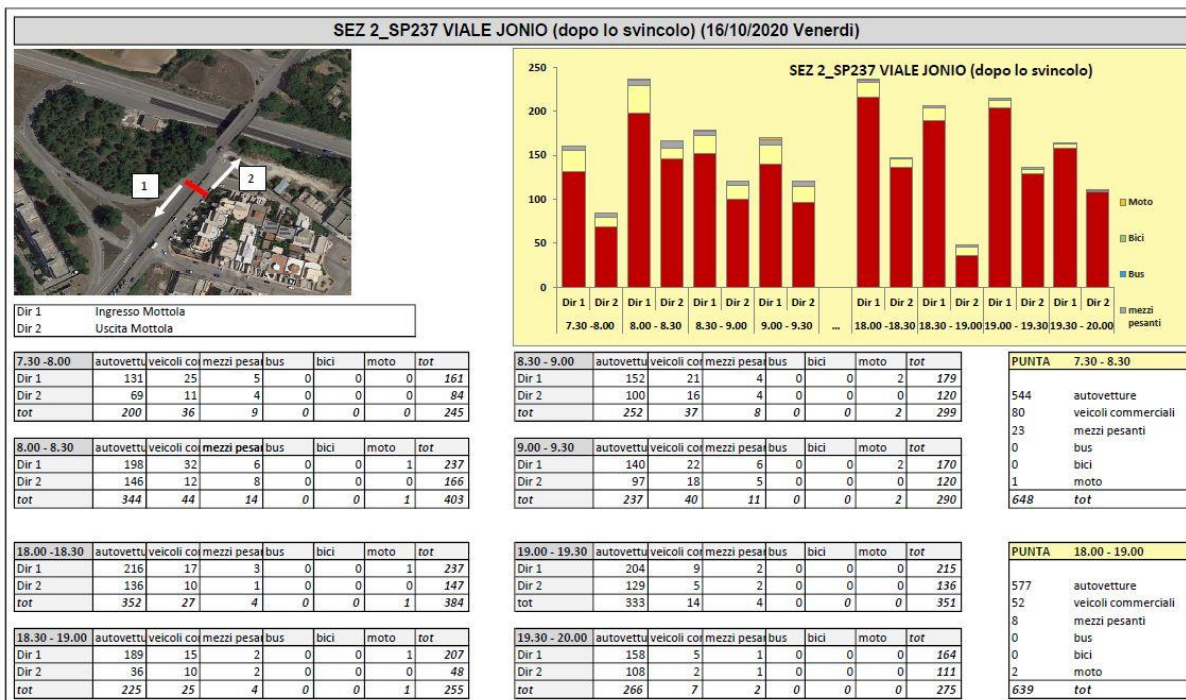 SEZ 2_SP237 VIALE JONIO (dopo lo svincolo) (16/10/2020 Venerdì)
1
2
Dir 1 Ingresso Mottola
Dir 2 Uscita Mottola
SEZ 2_SP237 VIALE JONIO (dopo lo svincolo)
250
200
150
100
50
0
Moto
Bici
Bus
mezzi
pesanti
Dir 1 Dir 2 Dir 1 Dir 2 Dir 1 Dir 2 Dir 1 Dir 2 Dir 1 Dir 2 Dir 1 Dir 2 Dir 1 Dir 2 Dir 1 Dir 2
7.30 -8.00 8.00 - 8.30 8.30 - 9.00 9.00 - 9.30 ... 18.00 -18.30 18.30 - 19.00 19.00 - 19.30 19.30 - 20.00
7.30 -8.00 autovettu veicoli cor mezzi pesar bus bici moto tot
Dir 1 131 25 5 0 0 0 161
Dir 2 69 11 4 0 0 0 84
tot 200 36 9 0 0 0 245
8.00 - 8.30 autovettu veicoli cor mezzi pesar bus bici moto tot
Dir 1 198 32 6 0 0 1 237
Dir 2 146 12 8 0 0 0 166
tot 344 44 14 0 0 1 403
8.30 - 9.00 autovettu veicoli cor mezzi pesar bus bici moto tot
Dir 1 152 21 4 0 0 2 179
Dir 2 100 16 4 0 0 0 120
tot 252 37 8 0 0 2 299
9.00 - 9.30 autovettu veicoli cor mezzi pesar bus bici moto tot
Dir 1 140 22 6 0 0 2 170
Dir 2 97 18 5 0 0 0 120
tot 237 40 11 0 0 2 290
PUNTA 7.30 - 8.30
544 autovetture
80 veicoli commerciali
23 mezzi pesanti
0 bus
0 bici
1 moto
648 tot
18.00 -18.30 autovettu veicoli cor mezzi pesar bus bici moto tot
Dir 1 216 17 3 0 0 1 237
Dir 2 136 10 1 0 0 0 147
tot 352 27 4 0 0 1 384
18.30 - 19.00 autovettu veicoli cor mezzi pesar bus bici moto tot
Dir 1 189 15 2 0 0 1 207
Dir 2 36 10 2 0 0 0 48
tot 225 25 4 0 0 1 255
19.00 - 19.30 autovettu veicoli cor mezzi pesar bus bici moto tot
Dir 1 204 9 2 0 0 0 215
Dir 2 129 5 2 0 0 0 136
tot 333 14 4 0 0 0 351
19.30 - 20.00 autovettu veicoli cor mezzi pesar bus bici moto tot
Dir 1 158 5 1 0 0 0 164
Dir 2 108 2 1 0 0 0 111
tot 266 7 2 0 0 0 275
PUNTA 18.00 - 19.00
577 autovetture
52 veicoli commerciali
8 mezzi pesanti
0 bus
0 bici
2 moto
639 tot